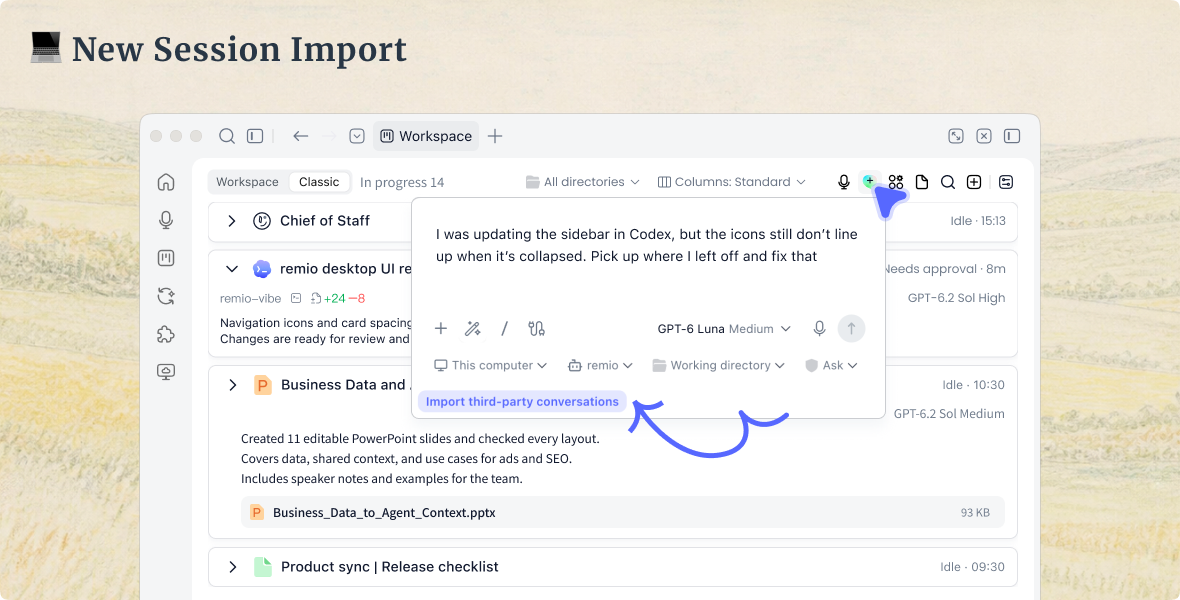 New Session Import
Workspace
Workspace
Classic
In progress 14
All directories
Columns: Standard
Chief of Staff
Idle · 15:13
I was updating the sidebar in Codex, but the icons still don’t line
up when it’s collapsed. Pick up where I left off and fix that
remio desktop UI re
Needs approval · 8m
remio-vibe
+24 −8
GPT-6.2 Sol High
Navigation icons and card spacing
Changes are ready for review and
GPT-6 Luna Medium
This computer
remio
Working directory
Ask
Import third-party conversations
Business Data and
Idle · 10:30
GPT-6.2 Sol Medium
Created 11 editable PowerPoint slides and checked every layout.
Covers data, shared context, and use cases for ads and SEO.
Includes speaker notes and examples for the team.
P Business_Data_to_Agent_Context.pptx
93 KB
Product sync | Release checklist
Idle · 09:30